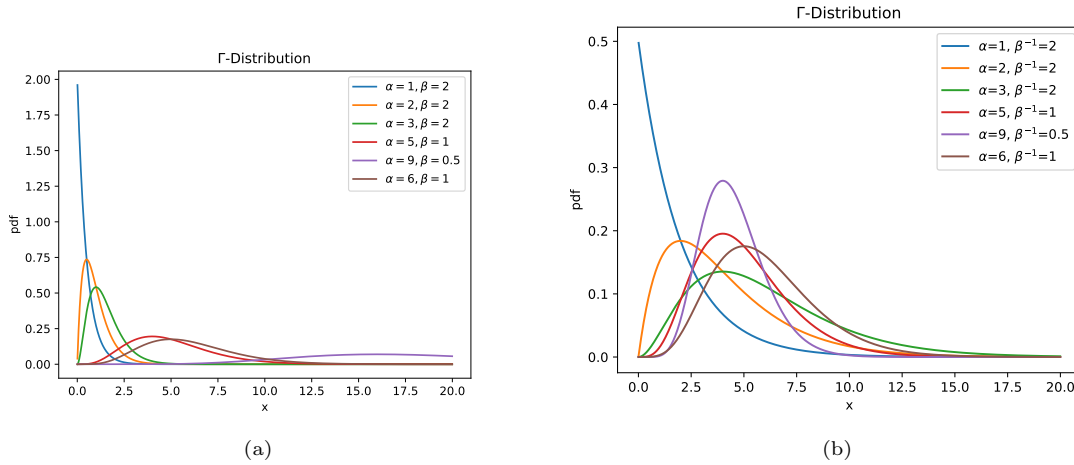 Γ-Distribution
2.00
1.75
1.50
1.25
1.00
0.75
0.50
0.25
0.00
pdf
0.0 2.5 5.0 7.5 10.0 12.5 15.0 17.5 20.0
x
α = 1, β = 2
α = 2, β = 2
α = 3, β = 2
α = 5, β = 1
α = 9, β = 0.5
α = 6, β = 1
(a)
Γ-Distribution
0.5
0.4
0.3
0.2
0.1
0.0
pdf
0.0 2.5 5.0 7.5 10.0 12.5 15.0 17.5 20.0
x
α=1, β⁻¹=2
α=2, β⁻¹=2
α=3, β⁻¹=2
α=5, β⁻¹=1
α=9, β⁻¹=0.5
α=6, β⁻¹=1
(b)